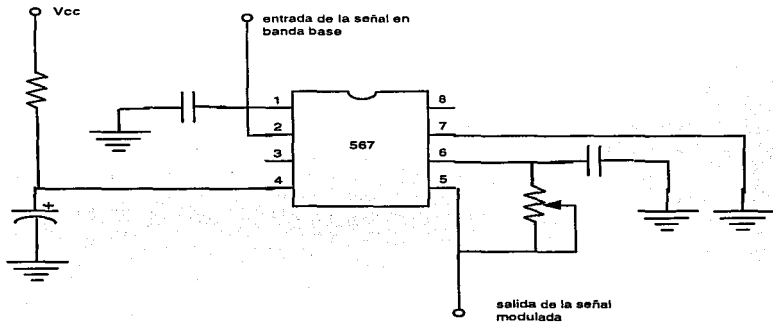 Vcc
entrada de la señal en
banda base
1
2
3
4
567
8
7
6
5
+
salida de la señal
modulada